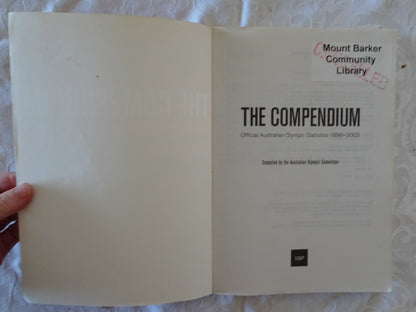 Mount Barker
Community
Library
CANCELLED
THE COMPENDIUM
Official Australian Olympic Statistics 1896–2002
Compiled by the Australian Olympic Committee
UQP